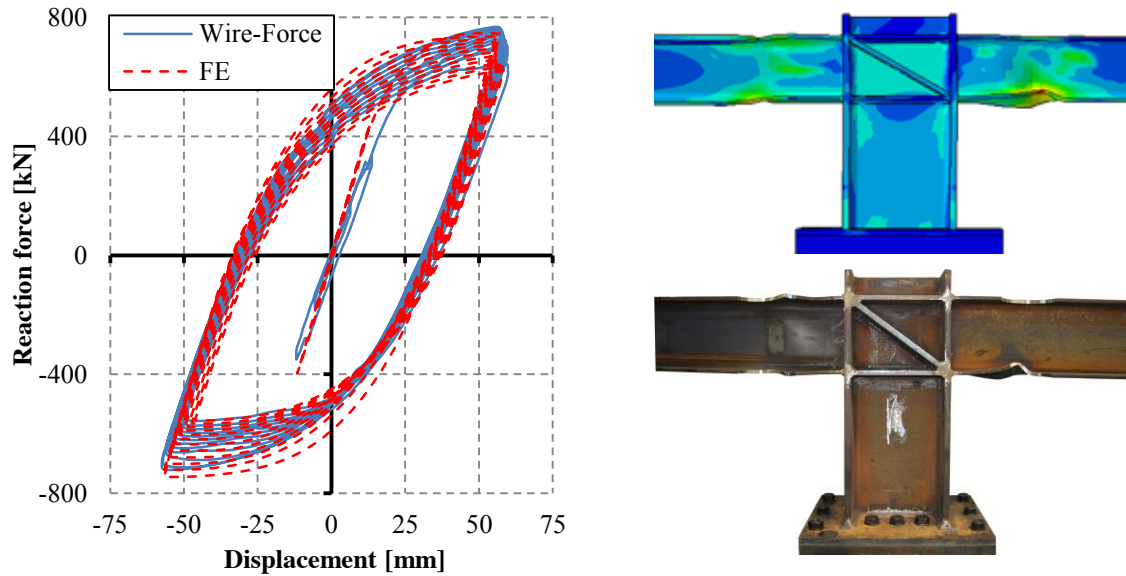 800
400
0
-400
-800
Reaction force [kN]
Wire-Force
FE
-75 -50 -25 0 25 50 75
Displacement [mm]